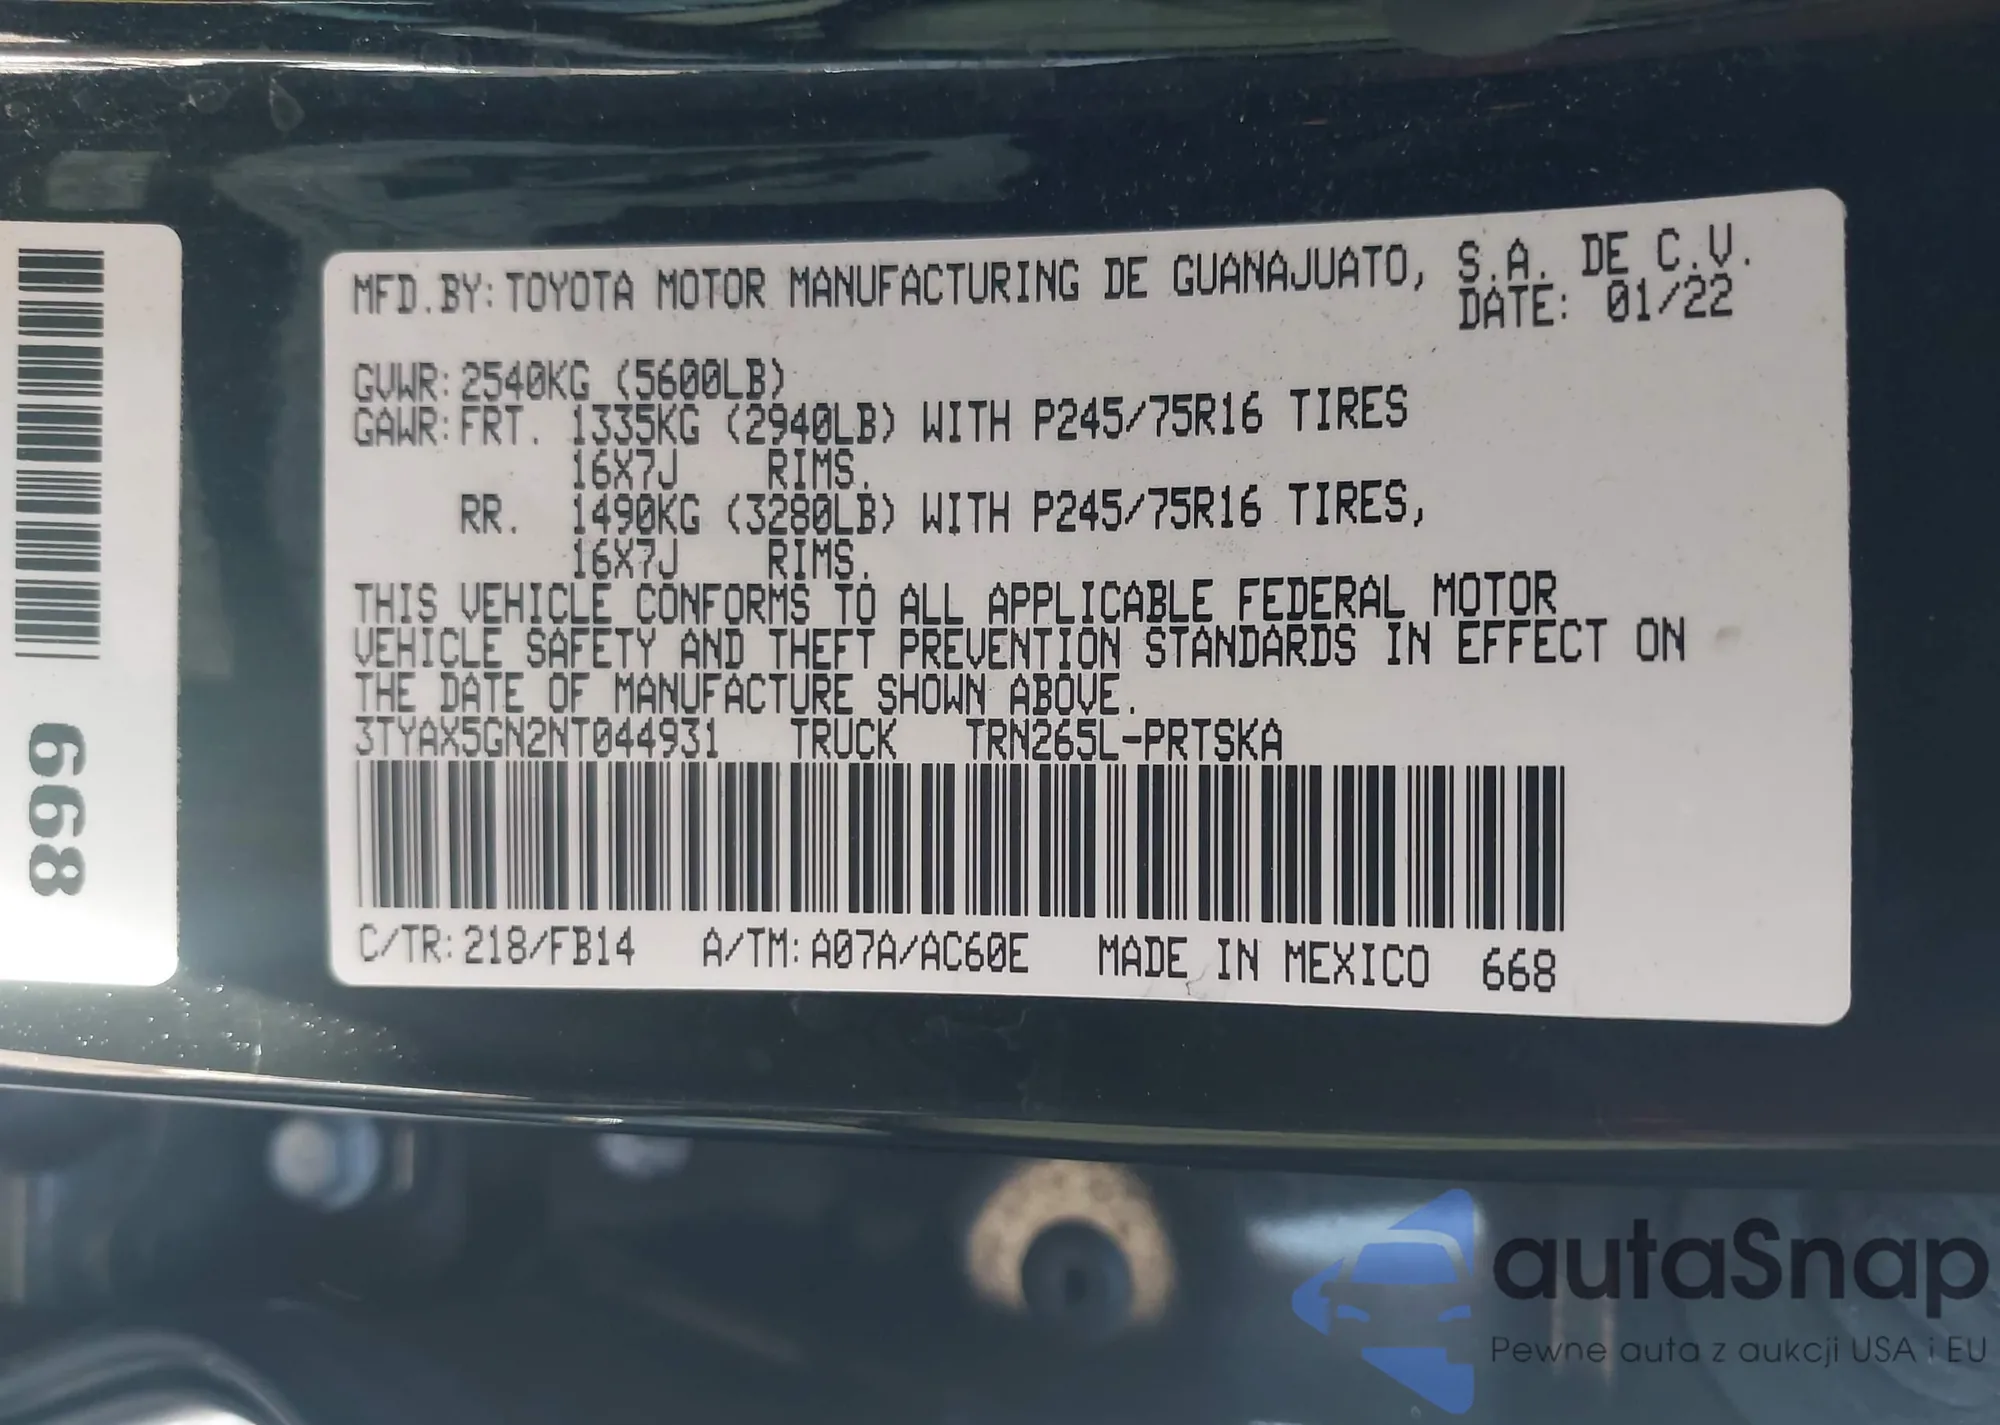 MFD.BY: TOYOTA MOTOR MANUFACTURING DE GUANAJUATO, S.A. DE C.V.
DATE: 01/22
GVWR: 2540KG (5600LB)
GAWR: FRT. 1335KG (2940LB) WITH P245/75R16 TIRES
16X7J RIMS.
RR. 1490KG (3280LB) WITH P245/75R16 TIRES,
16X7J RIMS.
THIS VEHICLE CONFORMS TO ALL APPLICABLE FEDERAL MOTOR
VEHICLE SAFETY AND THEFT PREVENTION STANDARDS IN EFFECT ON
THE DATE OF MANUFACTURE SHOWN ABOVE.
3TYAX5GN2NT044931 TRUCK TRN265L-PRTSKA
C/TR: 218/FB14 A/TM: A07A/AC60E MADE IN MEXICO 668
668
autaSnap
Pewne auta z aukcji USA i EU